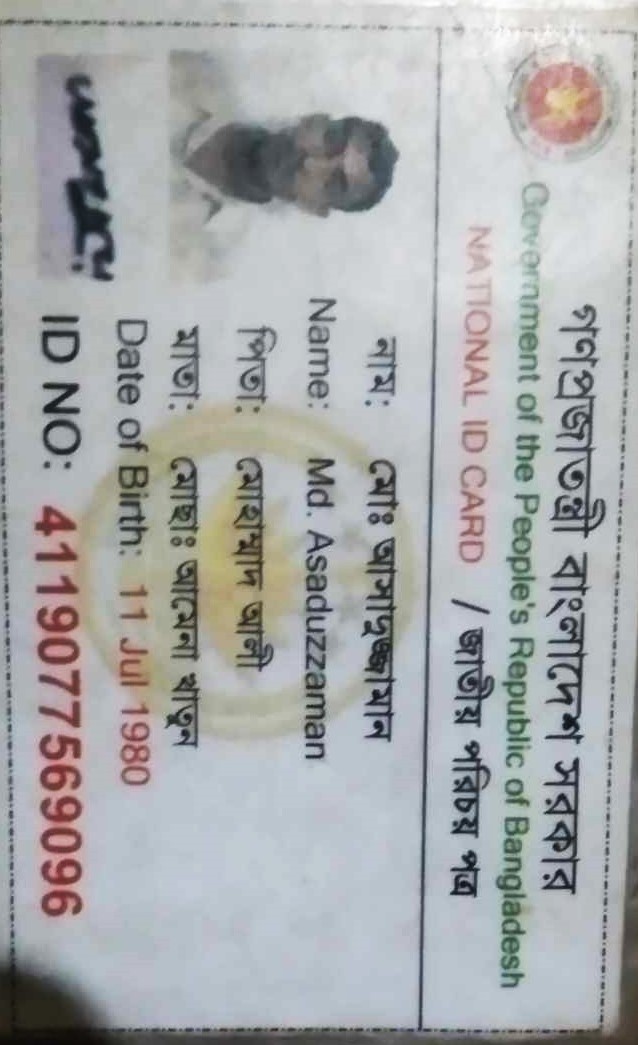 গণপ্রজাতন্ত্রী বাংলাদেশ সরকার
Government of the People's Republic of Bangladesh
NATIONAL ID CARD / জাতীয় পরিচয় পত্র
নাম: মোঃ আসাদুজ্জামান
Name: Md. Asaduzzaman
পিতা: মোহাম্মাদ আলী
মাতা: মোছাঃ আমেনা খাতুন
Date of Birth: 11 Jul 1980
ID NO: 4119077569096